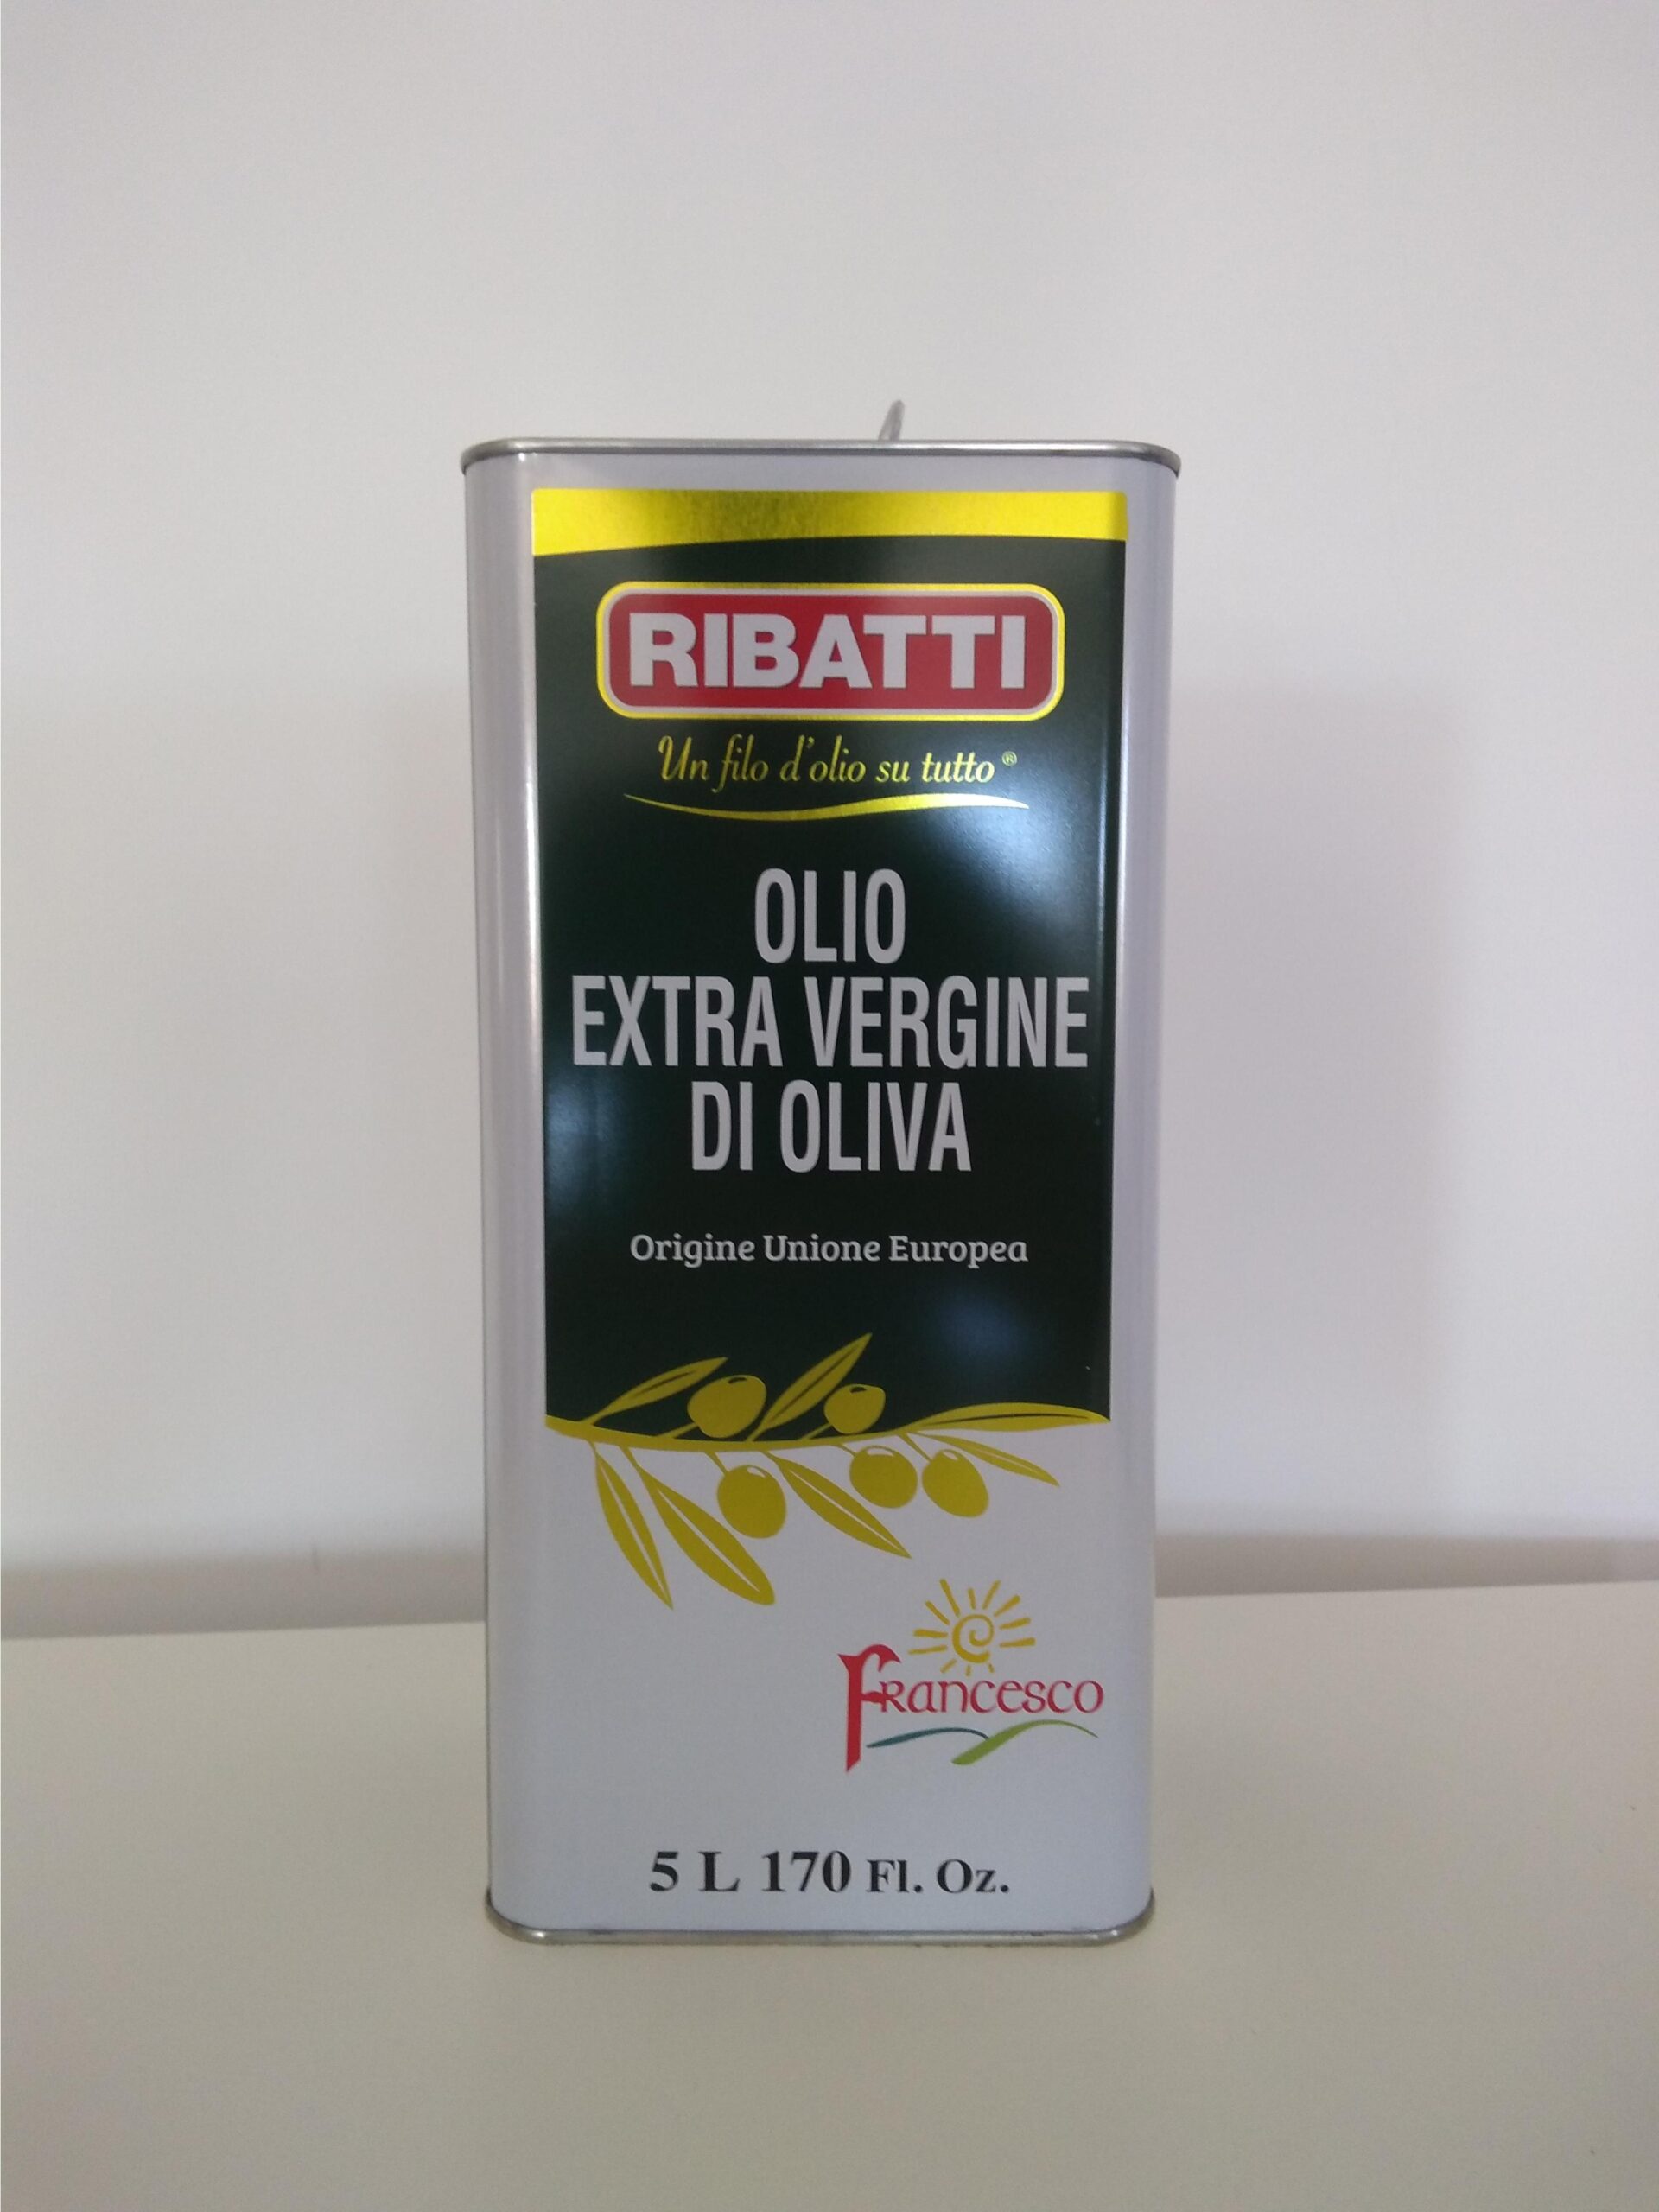 RIBATTI
Un filo d'olio su tutto®
OLIO
EXTRA VERGINE
DI OLIVA
Origine Unione Europea
Francesco
5 L 170 Fl. Oz.